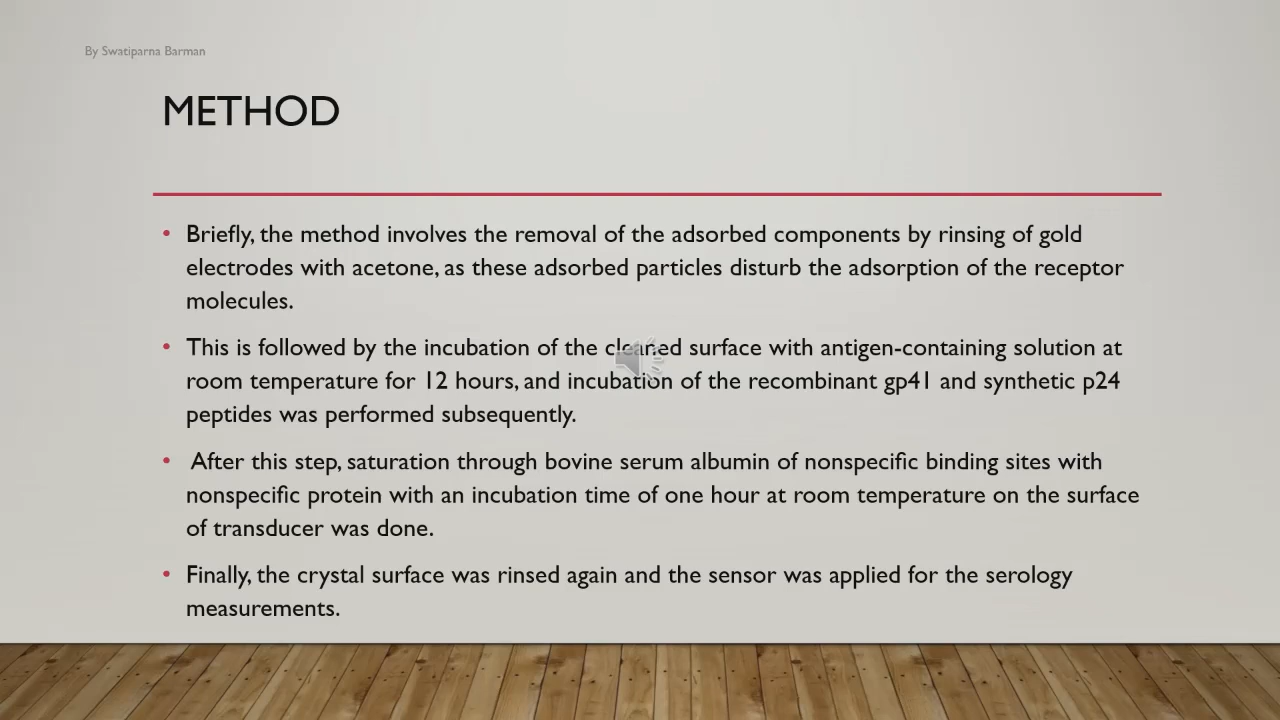 By Swatiparna Barman
METHOD
• Briefly, the method involves the removal of the adsorbed components by rinsing of gold
electrodes with acetone, as these adsorbed particles disturb the adsorption of the receptor
molecules.
• This is followed by the incubation of the cleared surface with antigen-containing solution at
room temperature for 12 hours, and incubation of the recombinant gp41 and synthetic p24
peptides was performed subsequently.
• After this step, saturation through bovine serum albumin of nonspecific binding sites with
nonspecific protein with an incubation time of one hour at room temperature on the surface
of transducer was done.
• Finally, the crystal surface was rinsed again and the sensor was applied for the serology
measurements.